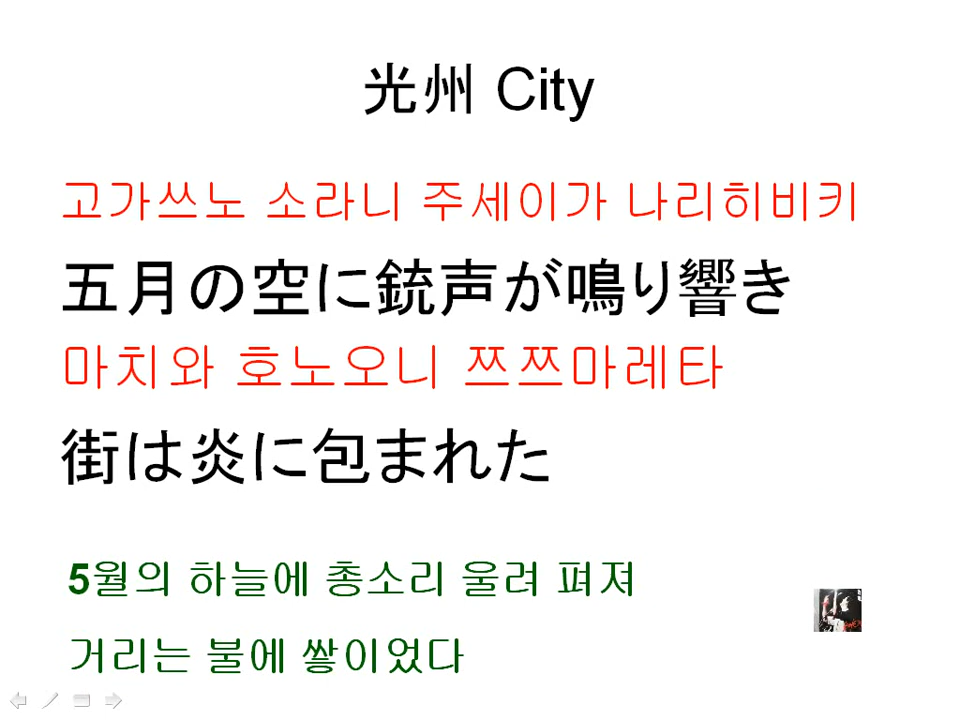 光州 City
고가쓰노 소라니 주세이가 나리히비키
五月の空に銃声が鳴り響き
마치와 호노오니 쯔쯔마레타
街は炎に包まれた
5월의 하늘에 총소리 울려 펴져
거리는 불에 쌓이었다